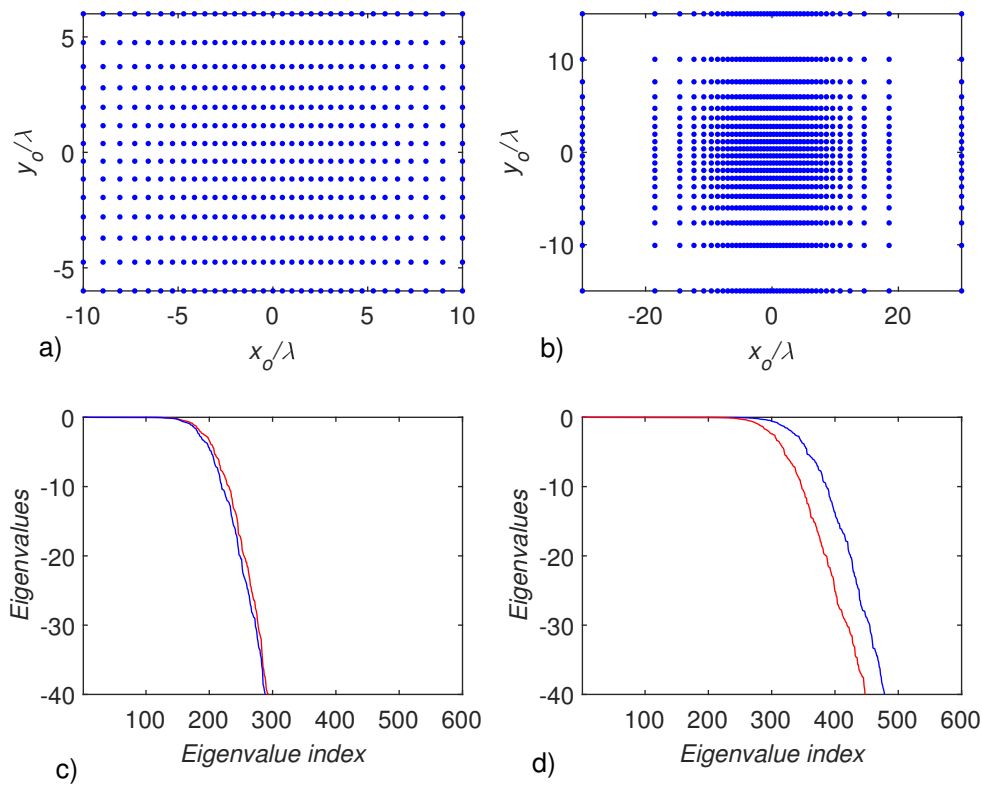 5
0
-5
y_o/λ
-10 -5 0 5 10
x_o/λ
a)
10
0
-10
y_o/λ
-20 0 20
x_o/λ
b)
0
-10
-20
-30
-40
Eigenvalues
100 200 300 400 500 600
Eigenvalue index
c)
0
-10
-20
-30
-40
Eigenvalues
100 200 300 400 500 600
Eigenvalue index
d)